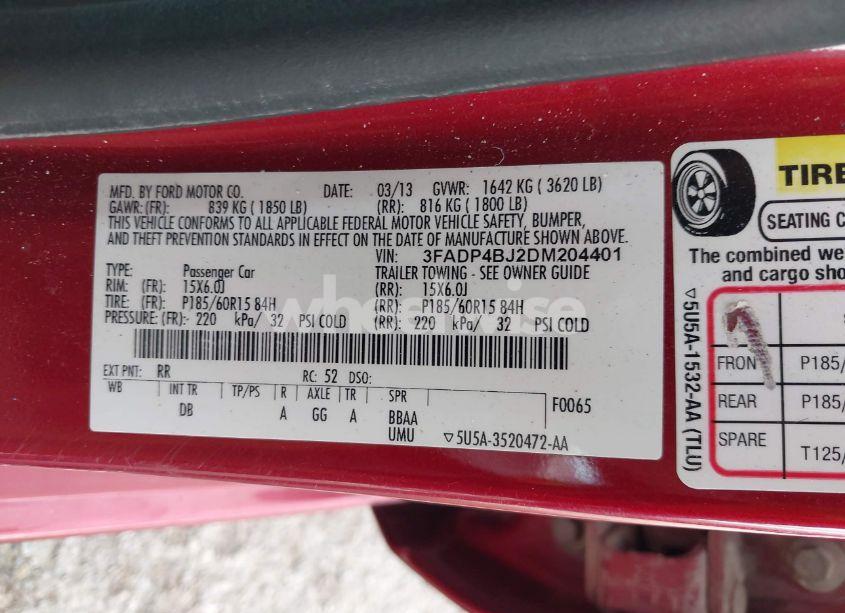 MFD. BY FORD MOTOR CO. DATE: 03/13 GVWR: 1642 KG ( 3620 LB)
GAWR: (FR): 839 KG ( 1850 LB) (RR): 816 KG ( 1800 LB)
THIS VEHICLE CONFORMS TO ALL APPLICABLE FEDERAL MOTOR VEHICLE SAFETY, BUMPER,
AND THEFT PREVENTION STANDARDS IN EFFECT ON THE DATE OF MANUFACTURE SHOWN ABOVE.
VIN: 3FADP4BJ2DM204401
TYPE: Passenger Car TRAILER TOWING - SEE OWNER GUIDE
RIM: (FR): 15X6.0J (RR): 15X6.0J
TIRE: (FR): P185/60R15 84H (RR): P185/60R15 84H
PRESSURE: (FR):- 220 kPa/ 32 PSI COLD (RR): 220 kPa/ 32 PSI COLD
EXT PNT: RR RC: 52 DSO:
WB INT TR TP/PS R AXLE TR SPR F0065
DB A GG A BBAA
UMU ▽5U5A-3520472-AA
TIRE
SEATING C
The combined we
and cargo sho
FRON P185/
REAR P185/
SPARE T125/
▽5U5A-1532-AA (TLU)
wheelwise